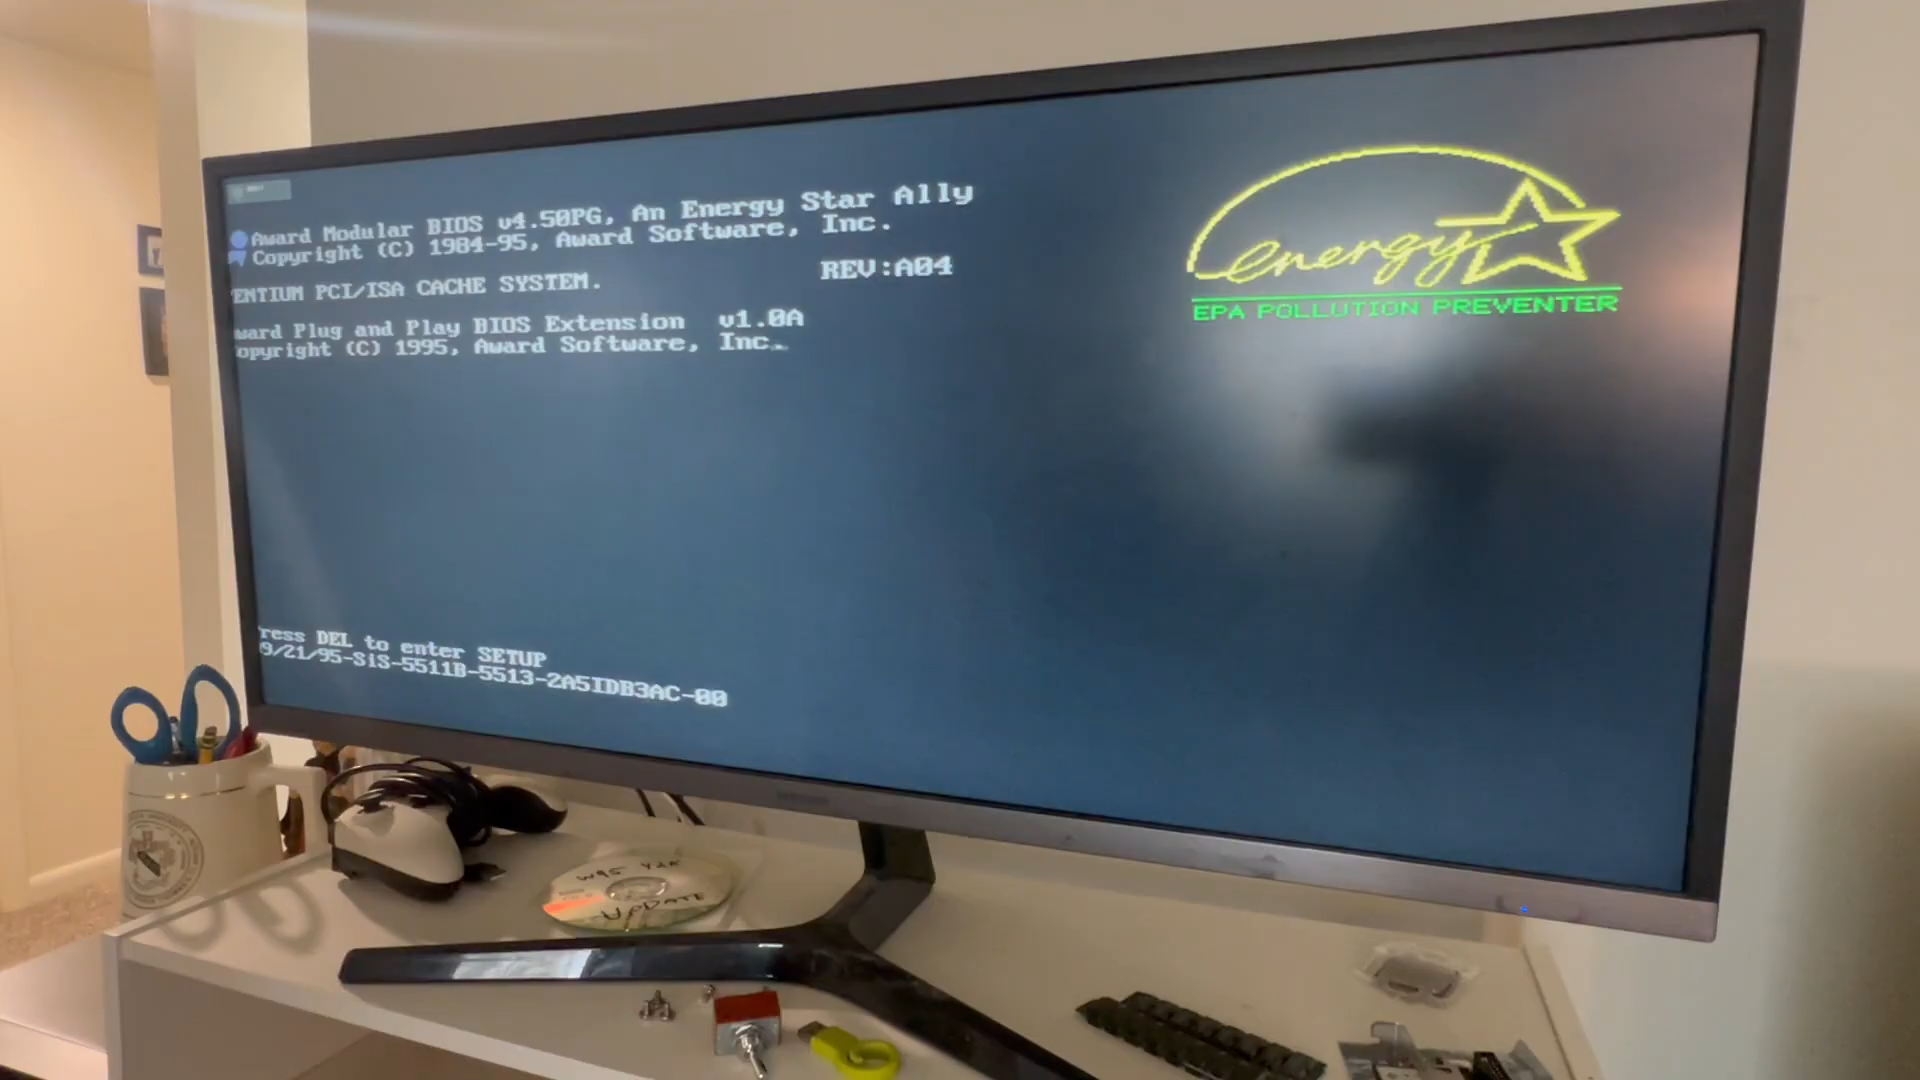 Award Modular BIOS v4.50PG, An Energy Star Ally
Copyright (C) 1984-95, Award Software, Inc.
ENTIUM PCI/ISA CACHE SYSTEM. REV:A04
ward Plug and Play BIOS Extension v1.0A
opyright (C) 1995, Award Software, Inc.
energy
EPA POLLUTION PREVENTER
ress DEL to enter SETUP
9/21/95-SiS-5511B-5513-2A5IDB3AC-00
W95 Y2K
UPDATE